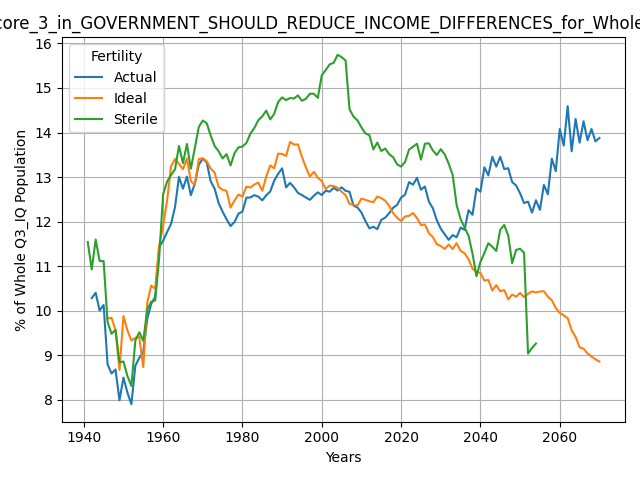 core_3_in_GOVERNMENT_SHOULD_REDUCE_INCOME_DIFFERENCES_for_Whole
Fertility
Actual
Ideal
Sterile
% of Whole Q3_IQ Population
16
15
14
13
12
11
10
9
8
1940
1960
1980
2000
2020
2040
2060
Years